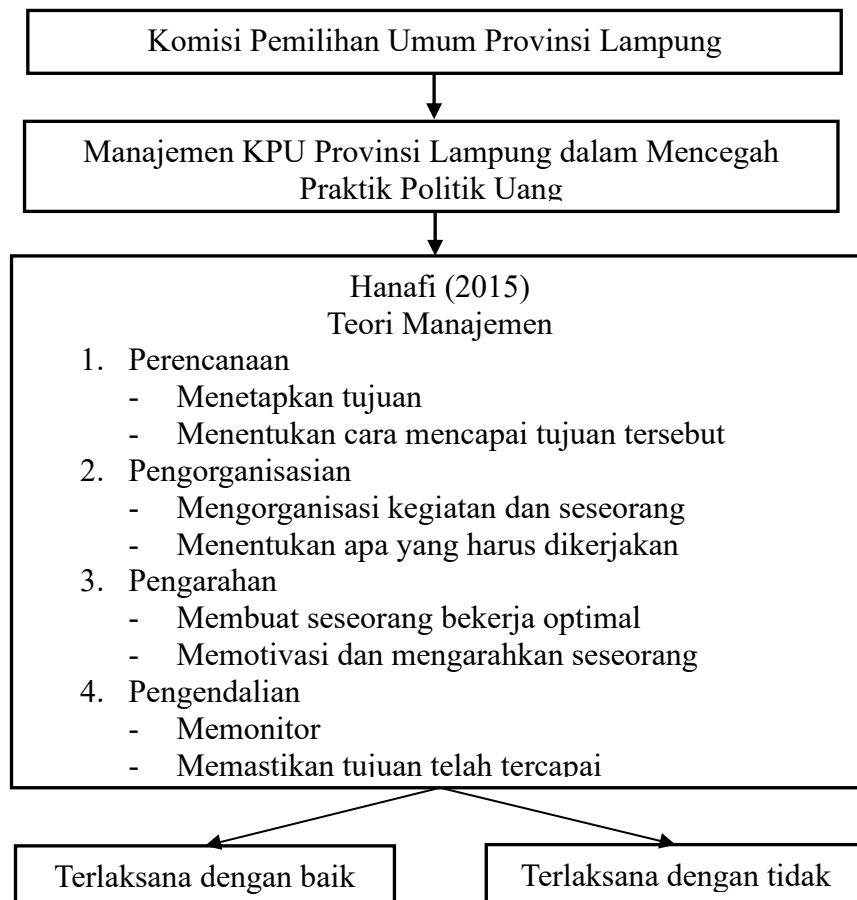 Komisi Pemilihan Umum Provinsi Lampung
Manajemen KPU Provinsi Lampung dalam Mencegah
Praktik Politik Uang
Hanafi (2015)
Teori Manajemen
1. Perencanaan
- Menetapkan tujuan
- Menentukan cara mencapai tujuan tersebut
2. Pengorganisasian
- Mengorganisasi kegiatan dan seseorang
- Menentukan apa yang harus dikerjakan
3. Pengarahan
- Membuat seseorang bekerja optimal
- Memotivasi dan mengarahkan seseorang
4. Pengendalian
- Memonitor
- Memastikan tujuan telah tercapai
Terlaksana dengan baik
Terlaksana dengan tidak